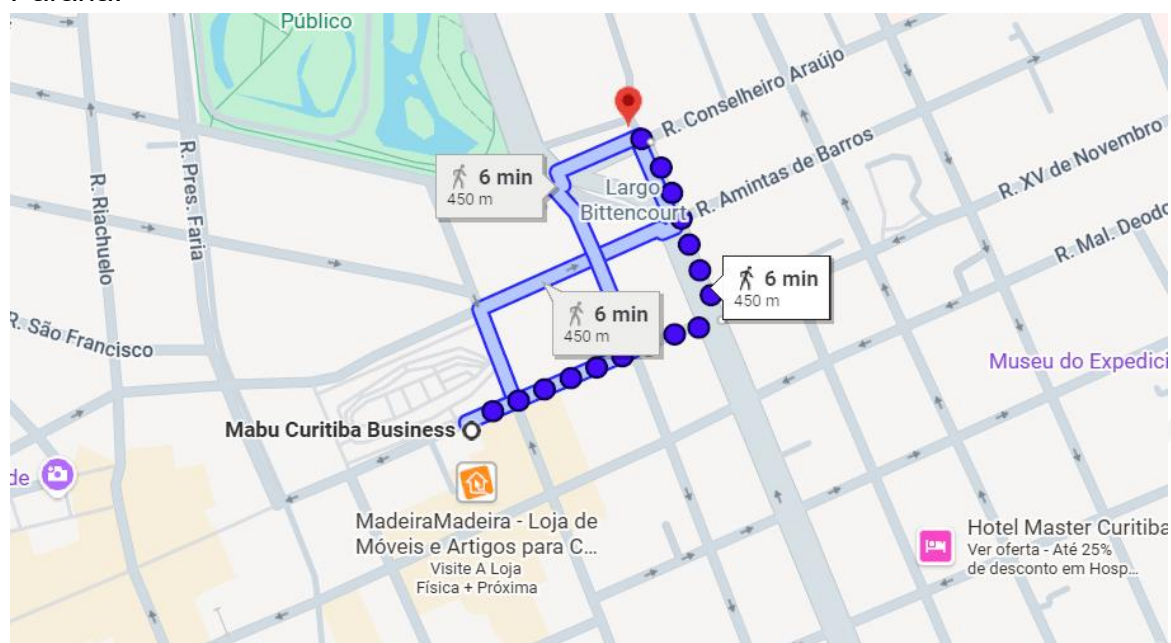 Público
R. Conselheiro Araújo
R. Amintas de Barros
R. XV de Novembro
R. Mal. Deodo
R. Riachuelo
R. Pres. Faria
6 min
450 m
Largo
Bittencourt
6 min
450 m
6 min
450 m
R. São Francisco
Museu do Expedici
Mabu Curitiba Business
de
MadeiraMadeira - Loja de
Móveis e Artigos para C...
Visite A Loja
Física + Próxima
Hotel Master Curitiba
Ver oferta - Até 25%
de desconto em Hosp...